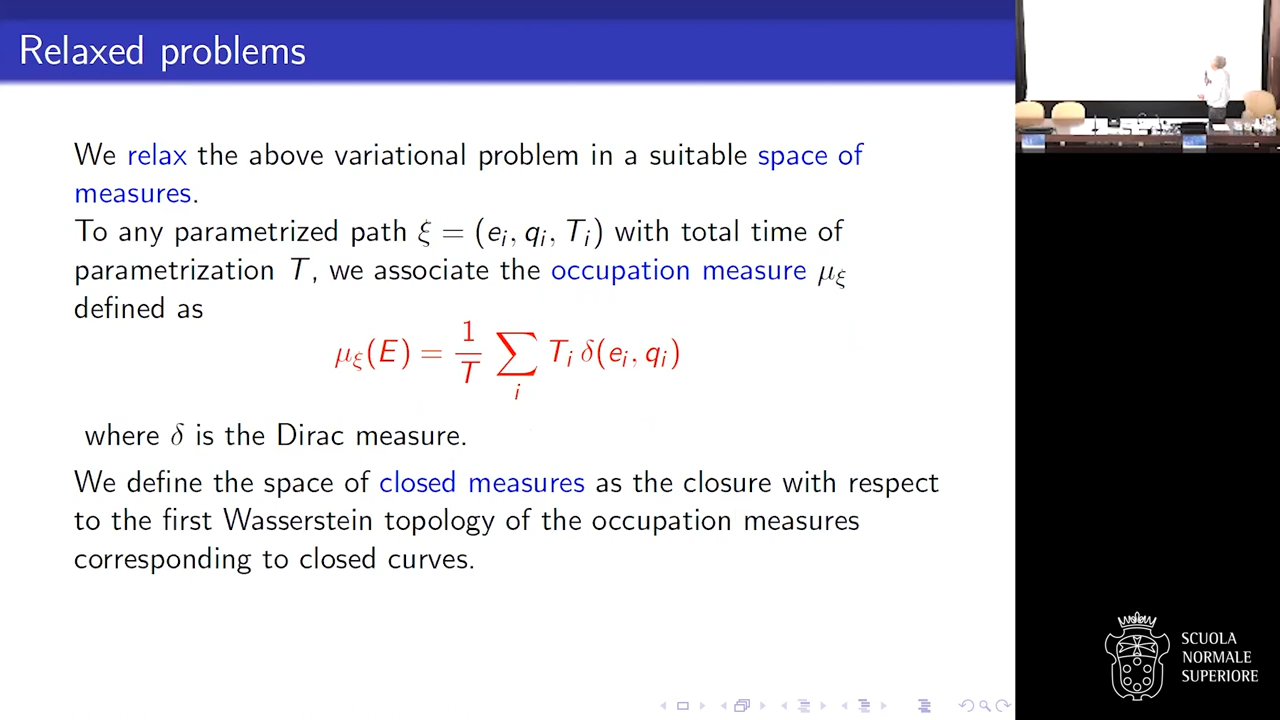 Relaxed problems
We relax the above variational problem in a suitable space of
measures.
To any parametrized path ξ = (e_i, q_i, T_i) with total time of
parametrization T, we associate the occupation measure μ_ξ
defined as
μ_ξ(E) = 1/T ∑_i T_i δ(e_i, q_i)
where δ is the Dirac measure.
We define the space of closed measures as the closure with respect
to the first Wasserstein topology of the occupation measures
corresponding to closed curves.
SCUOLA
NORMALE
SUPERIORE